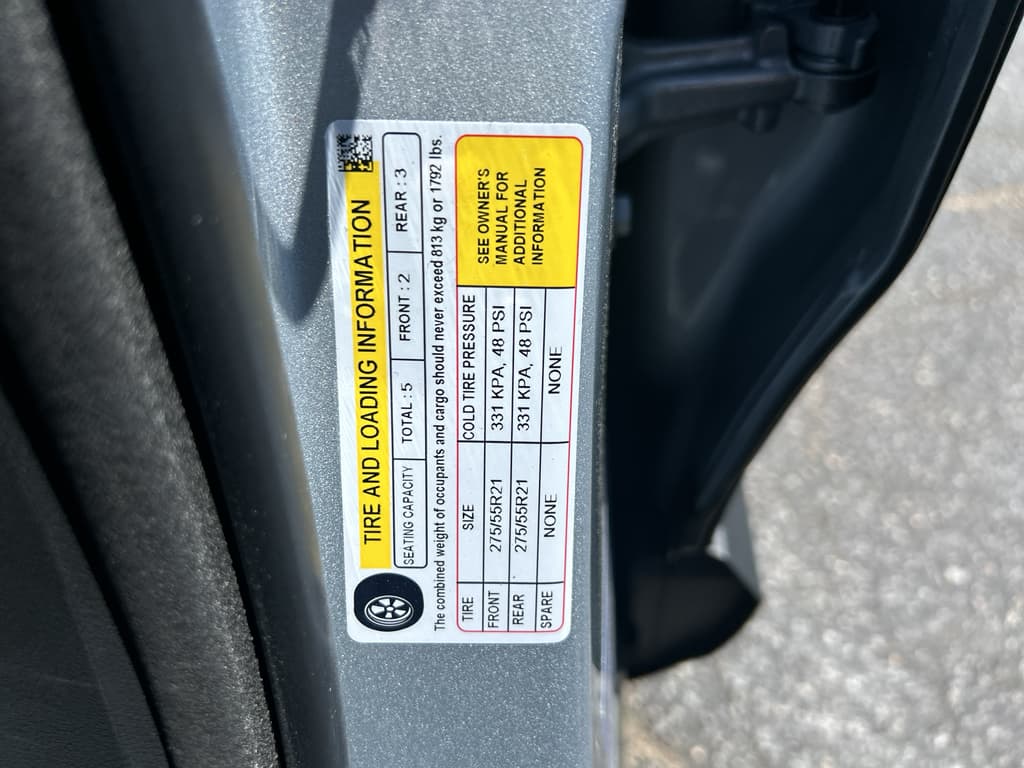 TIRE AND LOADING INFORMATION
SEATING CAPACITY TOTAL : 5 FRONT : 2 REAR : 3
The combined weight of occupants and cargo should never exceed 813 kg or 1792 lbs.
TIRE SIZE COLD TIRE PRESSURE
FRONT 275/55R21 331 KPA, 48 PSI
REAR 275/55R21 331 KPA, 48 PSI
SPARE NONE NONE
SEE OWNER'S
MANUAL FOR
ADDITIONAL
INFORMATION